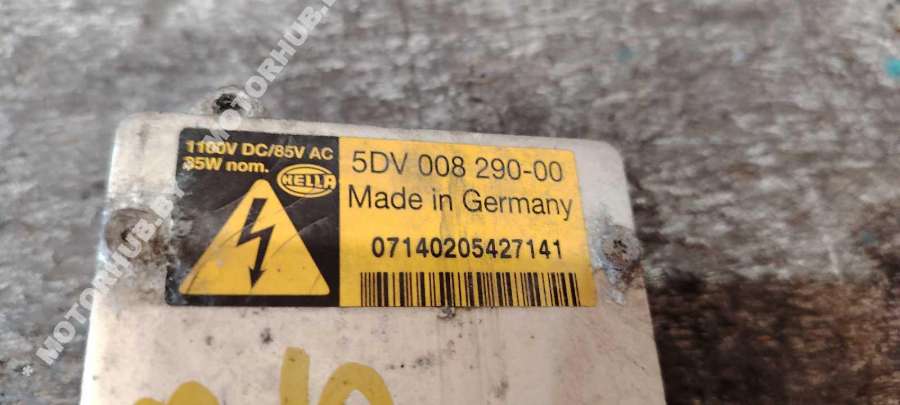 1100V DC/85V AC
35W nom.
HELLA
5DV 008 290-00
Made in Germany
07140205427141
* MOTORHUB.